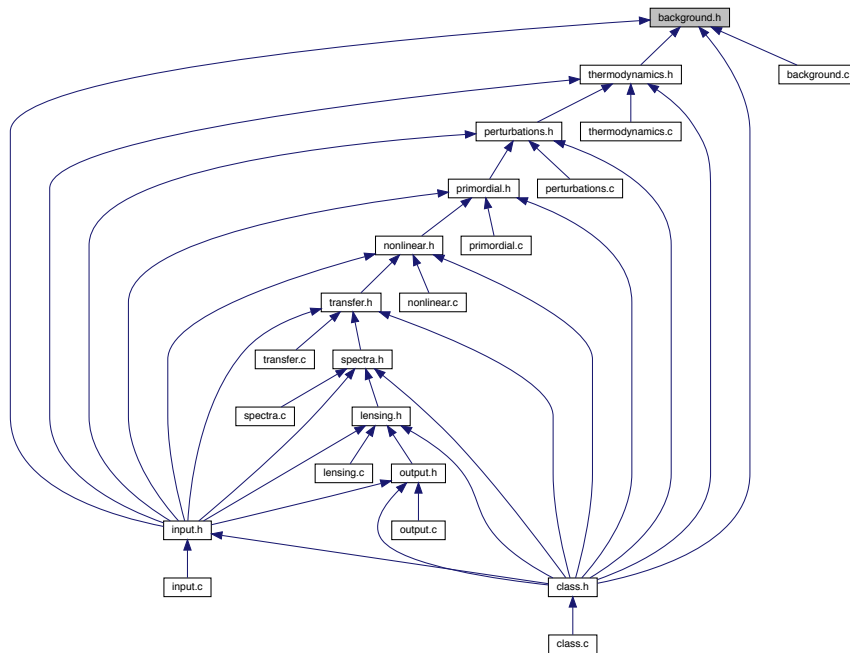 background.h
thermodynamics.h
background.c
perturbations.h
thermodynamics.c
primordial.h
perturbations.c
nonlinear.h
primordial.c
transfer.h
nonlinear.c
transfer.c
spectra.h
spectra.c
lensing.h
lensing.c
output.h
input.h
output.c
input.c
class.h
class.c